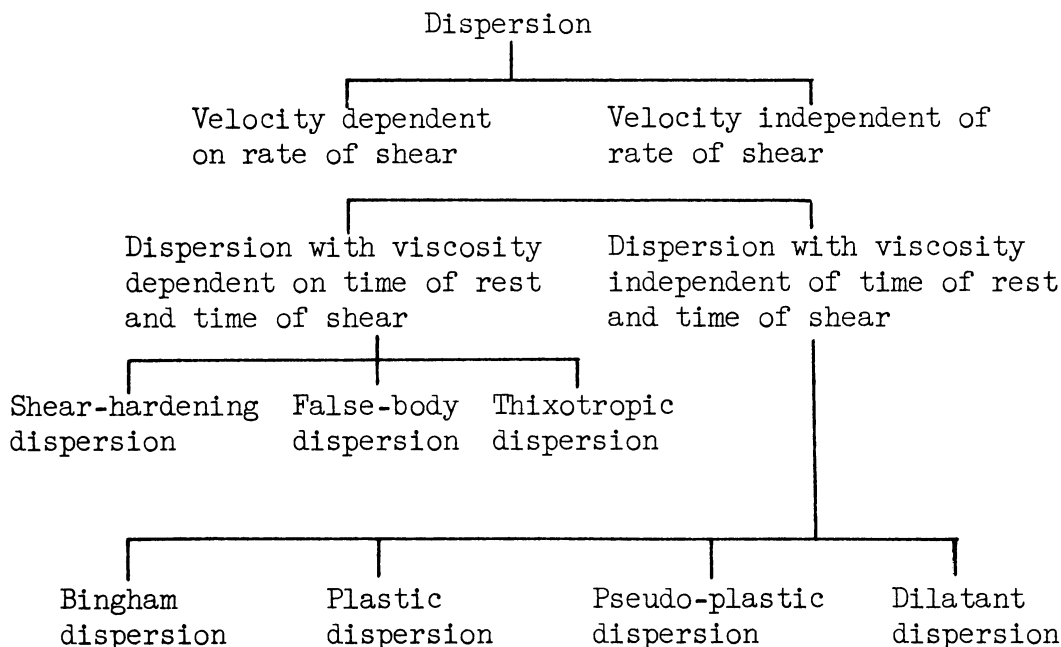 Dispersion
Velocity dependent
on rate of shear
Velocity independent of
rate of shear
Dispersion with viscosity
dependent on time of rest
and time of shear
Dispersion with viscosity
independent of time of rest
and time of shear
Shear-hardening
dispersion
False-body
dispersion
Thixotropic
dispersion
Bingham
dispersion
Plastic
dispersion
Pseudo-plastic
dispersion
Dilatant
dispersion